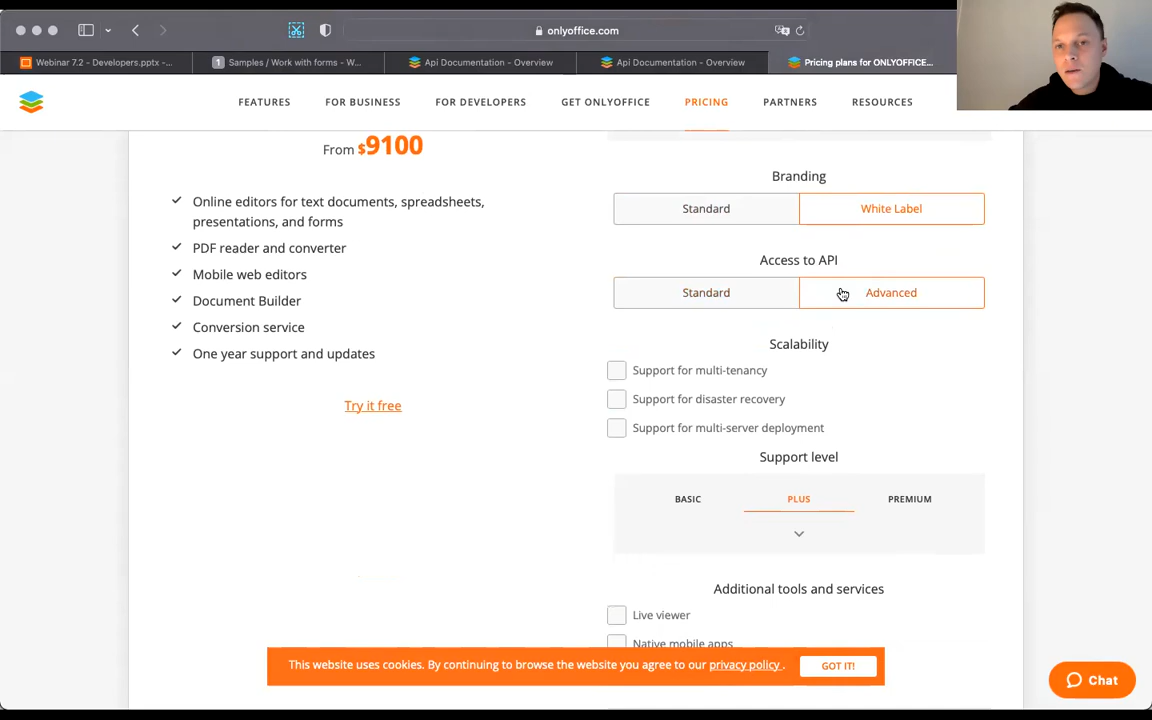 onlyoffice.com
Webinar 7.2 - Developers.pptx -...
1 Samples / Work with forms - W...
Api Documentation - Overview
Api Documentation - Overview
Pricing plans for ONLYOFFICE...
FEATURES
FOR BUSINESS
FOR DEVELOPERS
GET ONLYOFFICE
PRICING
PARTNERS
RESOURCES
From $9100
Online editors for text documents, spreadsheets,
presentations, and forms
PDF reader and converter
Mobile web editors
Document Builder
Conversion service
One year support and updates
Try it free
Branding
Standard
White Label
Access to API
Standard
Advanced
Scalability
Support for multi-tenancy
Support for disaster recovery
Support for multi-server deployment
Support level
BASIC
PLUS
PREMIUM
Additional tools and services
Live viewer
Native mobile apps
This website uses cookies. By continuing to browse the website you agree to our privacy policy .
GOT IT!
Chat